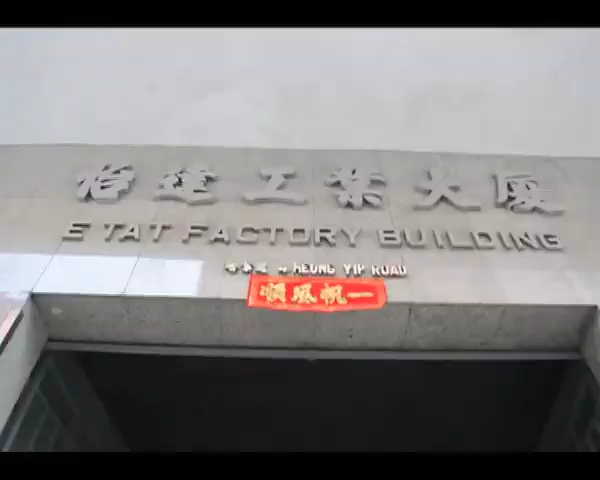 怡達工業大廈
E TAT FACTORY BUILDING
香葉道 HEUNG YIP ROAD
一帆風順